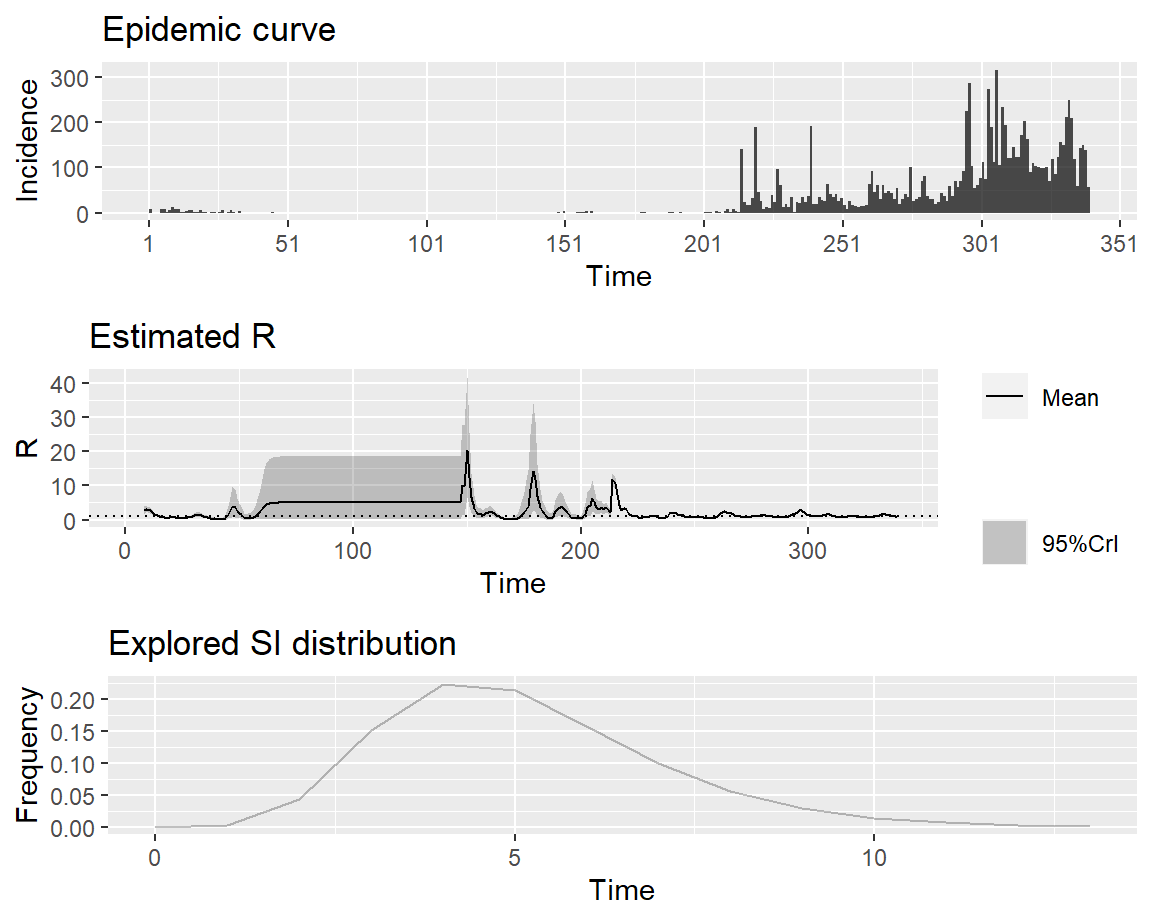 Epidemic curve
Incidence
300
200
100
0
1 51 101 151 201 251 301 351
Time
Estimated R
R
40
30
20
10
0
0 100 200 300
Time
Mean
95%CrI
Explored SI distribution
Frequency
0.20
0.15
0.10
0.05
0.00
0 5 10
Time